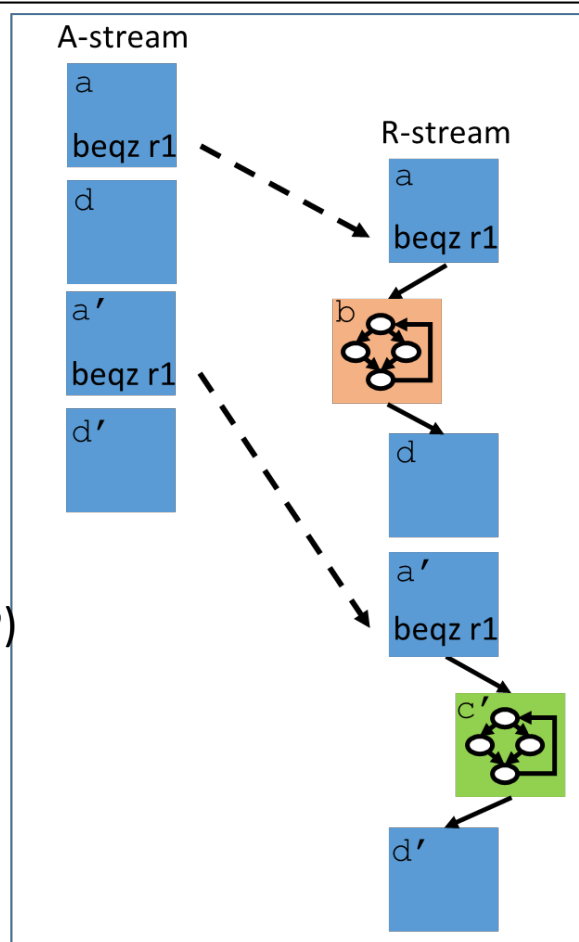 A-stream
a
beqz r1
d
a'
beqz r1
d'
R-stream
a
beqz r1
b
d
a'
beqz r1
c'
d'
)